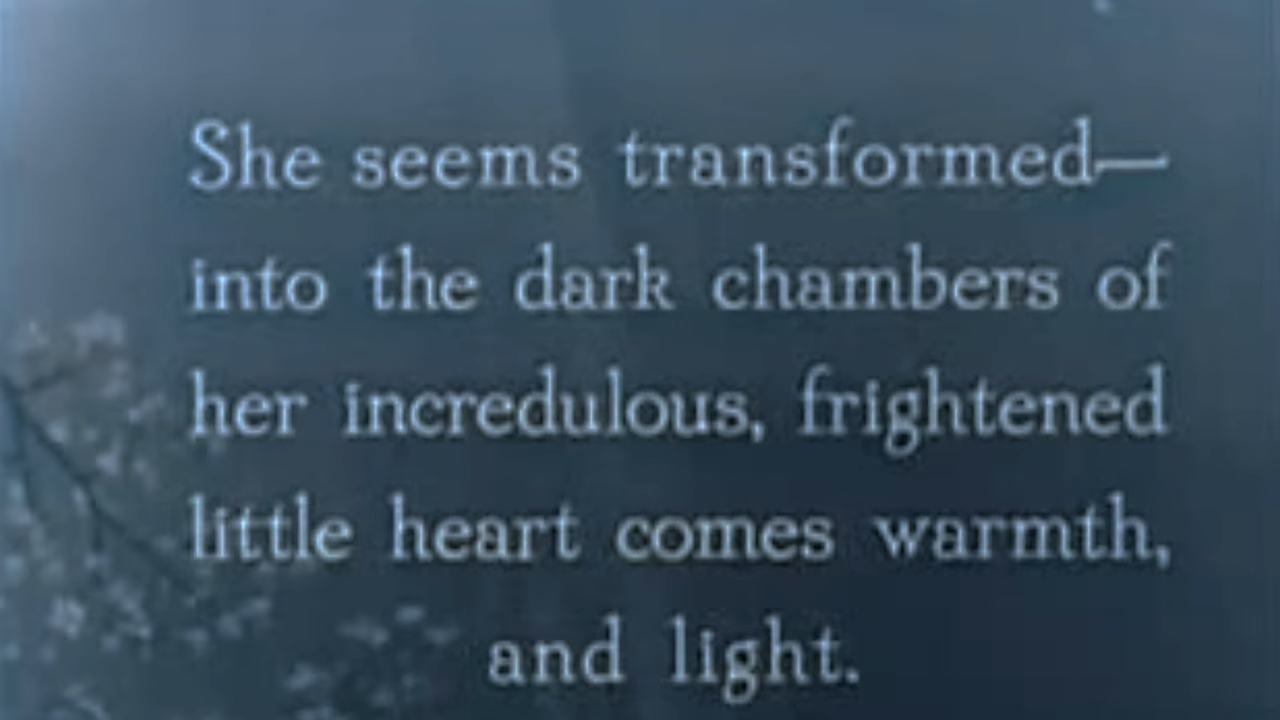 She seems transformed—
into the dark chambers of
her incredulous, frightened
little heart comes warmth,
and light.